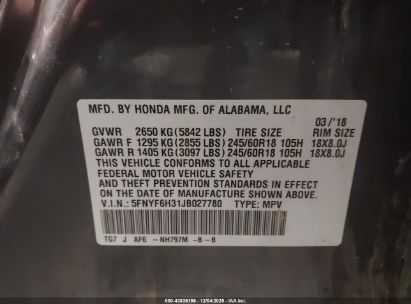 MFD. BY HONDA MFG. OF ALABAMA, LLC
03/'18
GVWR 2650 KG (5842 LBS) TIRE SIZE RIM SIZE
GAWR F 1295 KG (2855 LBS) 245/60R18 105H 18X8.0J
GAWR R 1405 KG (3097 LBS) 245/60R18 105H 18X8.0J
THIS VEHICLE CONFORMS TO ALL APPLICABLE
FEDERAL MOTOR VEHICLE SAFETY AND
THEFT PREVENTION STANDARDS IN EFFECT ON THE
DATE OF MANUFACTURE SHOWN ABOVE.
V.I.N.: 5FNYF6H31JB027780 TYPE: MPV
TG7 J AF6 - NH797M -B - B